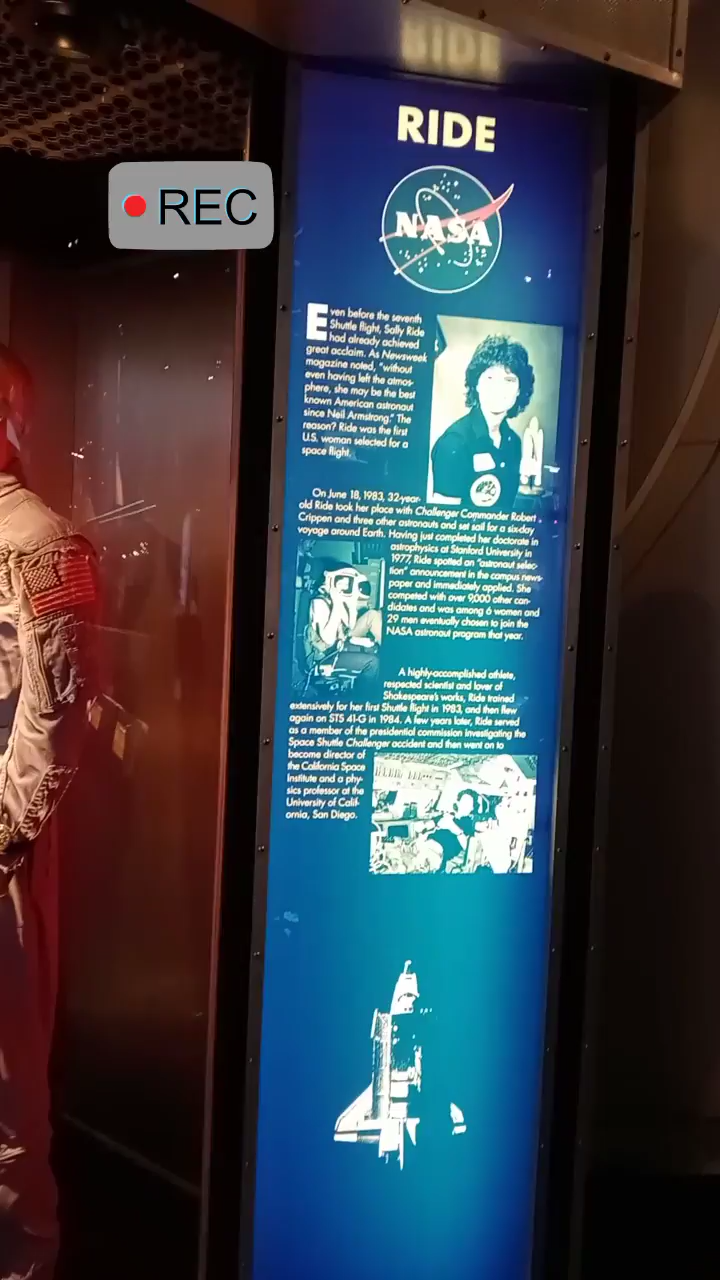 RIDE
REC
NASA
Even before the seventh
Shuttle flight, Sally Ride
had already achieved
great acclaim. As Newsweek
magazine noted, "without
even having left the atmos-
phere, she may be the best
known American astronaut
since Neil Armstrong." The
reason? Ride was the first
U.S. woman selected for a
space flight.
On June 18, 1983, 32-year-
old Ride took her place with Challenger Commander Robert
Crippen and three other astronauts and set sail for a six-day
voyage around Earth. Having just completed her doctorate in
astrophysics at Stanford University in
1977, Ride spotted an "astronaut selec-
tion" announcement in the campus news-
paper and immediately applied. She
competed with over 9,000 other can-
didates and was among 6 women and
29 men eventually chosen to join the
NASA astronaut program that year.
A highly-accomplished athlete,
respected scientist and lover of
Shakespeare's works, Ride trained
extensively for her first Shuttle flight in 1983, and then flew
again on STS 41-G in 1984. A few years later, Ride served
as a member of the presidential commission investigating the
Space Shuttle Challenger accident and then went on to
become director of
the California Space
Institute and a phy-
sics professor at the
University of Calif-
ornia, San Diego.